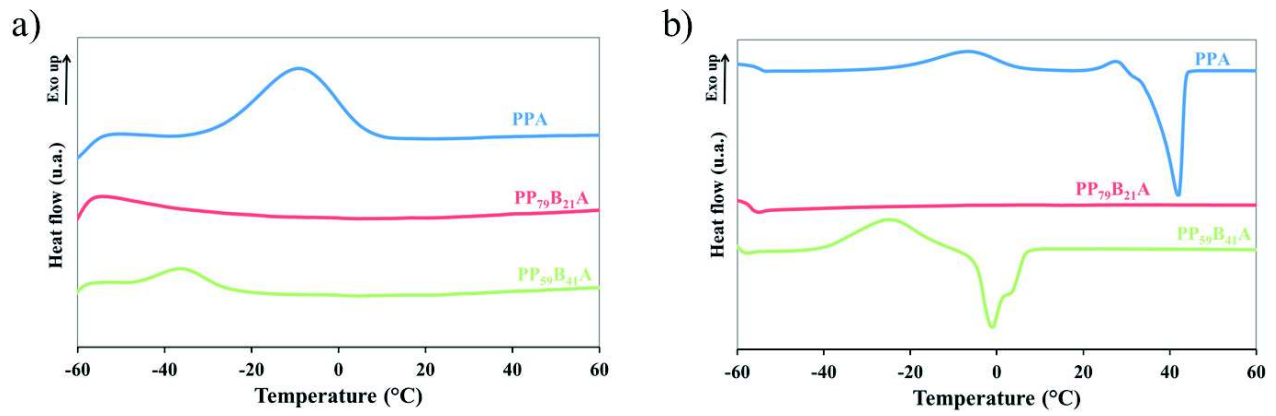 a)
Exo up
Heat flow (u.a.)
PPA
PP₇₉B₂₁A
PP₅₉B₄₁A
-60 -40 -20 0 20 40 60
Temperature (°C)
b)
Exo up
Heat flow (u.a.)
PPA
PP₇₉B₂₁A
PP₅₉B₄₁A
-60 -40 -20 0 20 40 60
Temperature (°C)